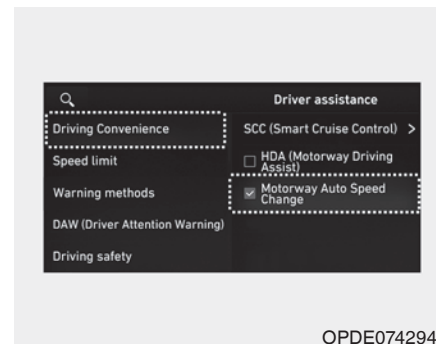 Driver assistance
Driving Convenience
Speed limit
Warning methods
DAW (Driver Attention Warning)
Driving safety
SCC (Smart Cruise Control) >
HDA (Motorway Driving
Assist)
Motorway Auto Speed
Change
OPDE074294